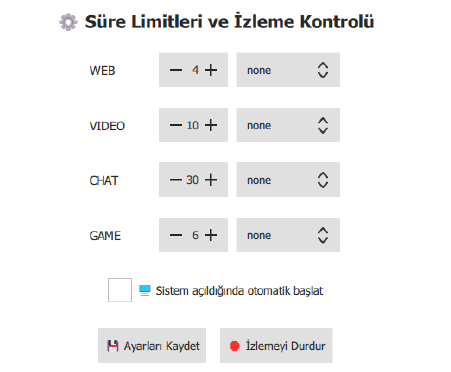 Süre Limitleri ve İzleme Kontrolü
WEB — 4 + none
VIDEO — 10 + none
CHAT — 30 + none
GAME — 6 + none
Sistem açıldığında otomatik başlat
Ayarları Kaydet İzlemeyi Durdur